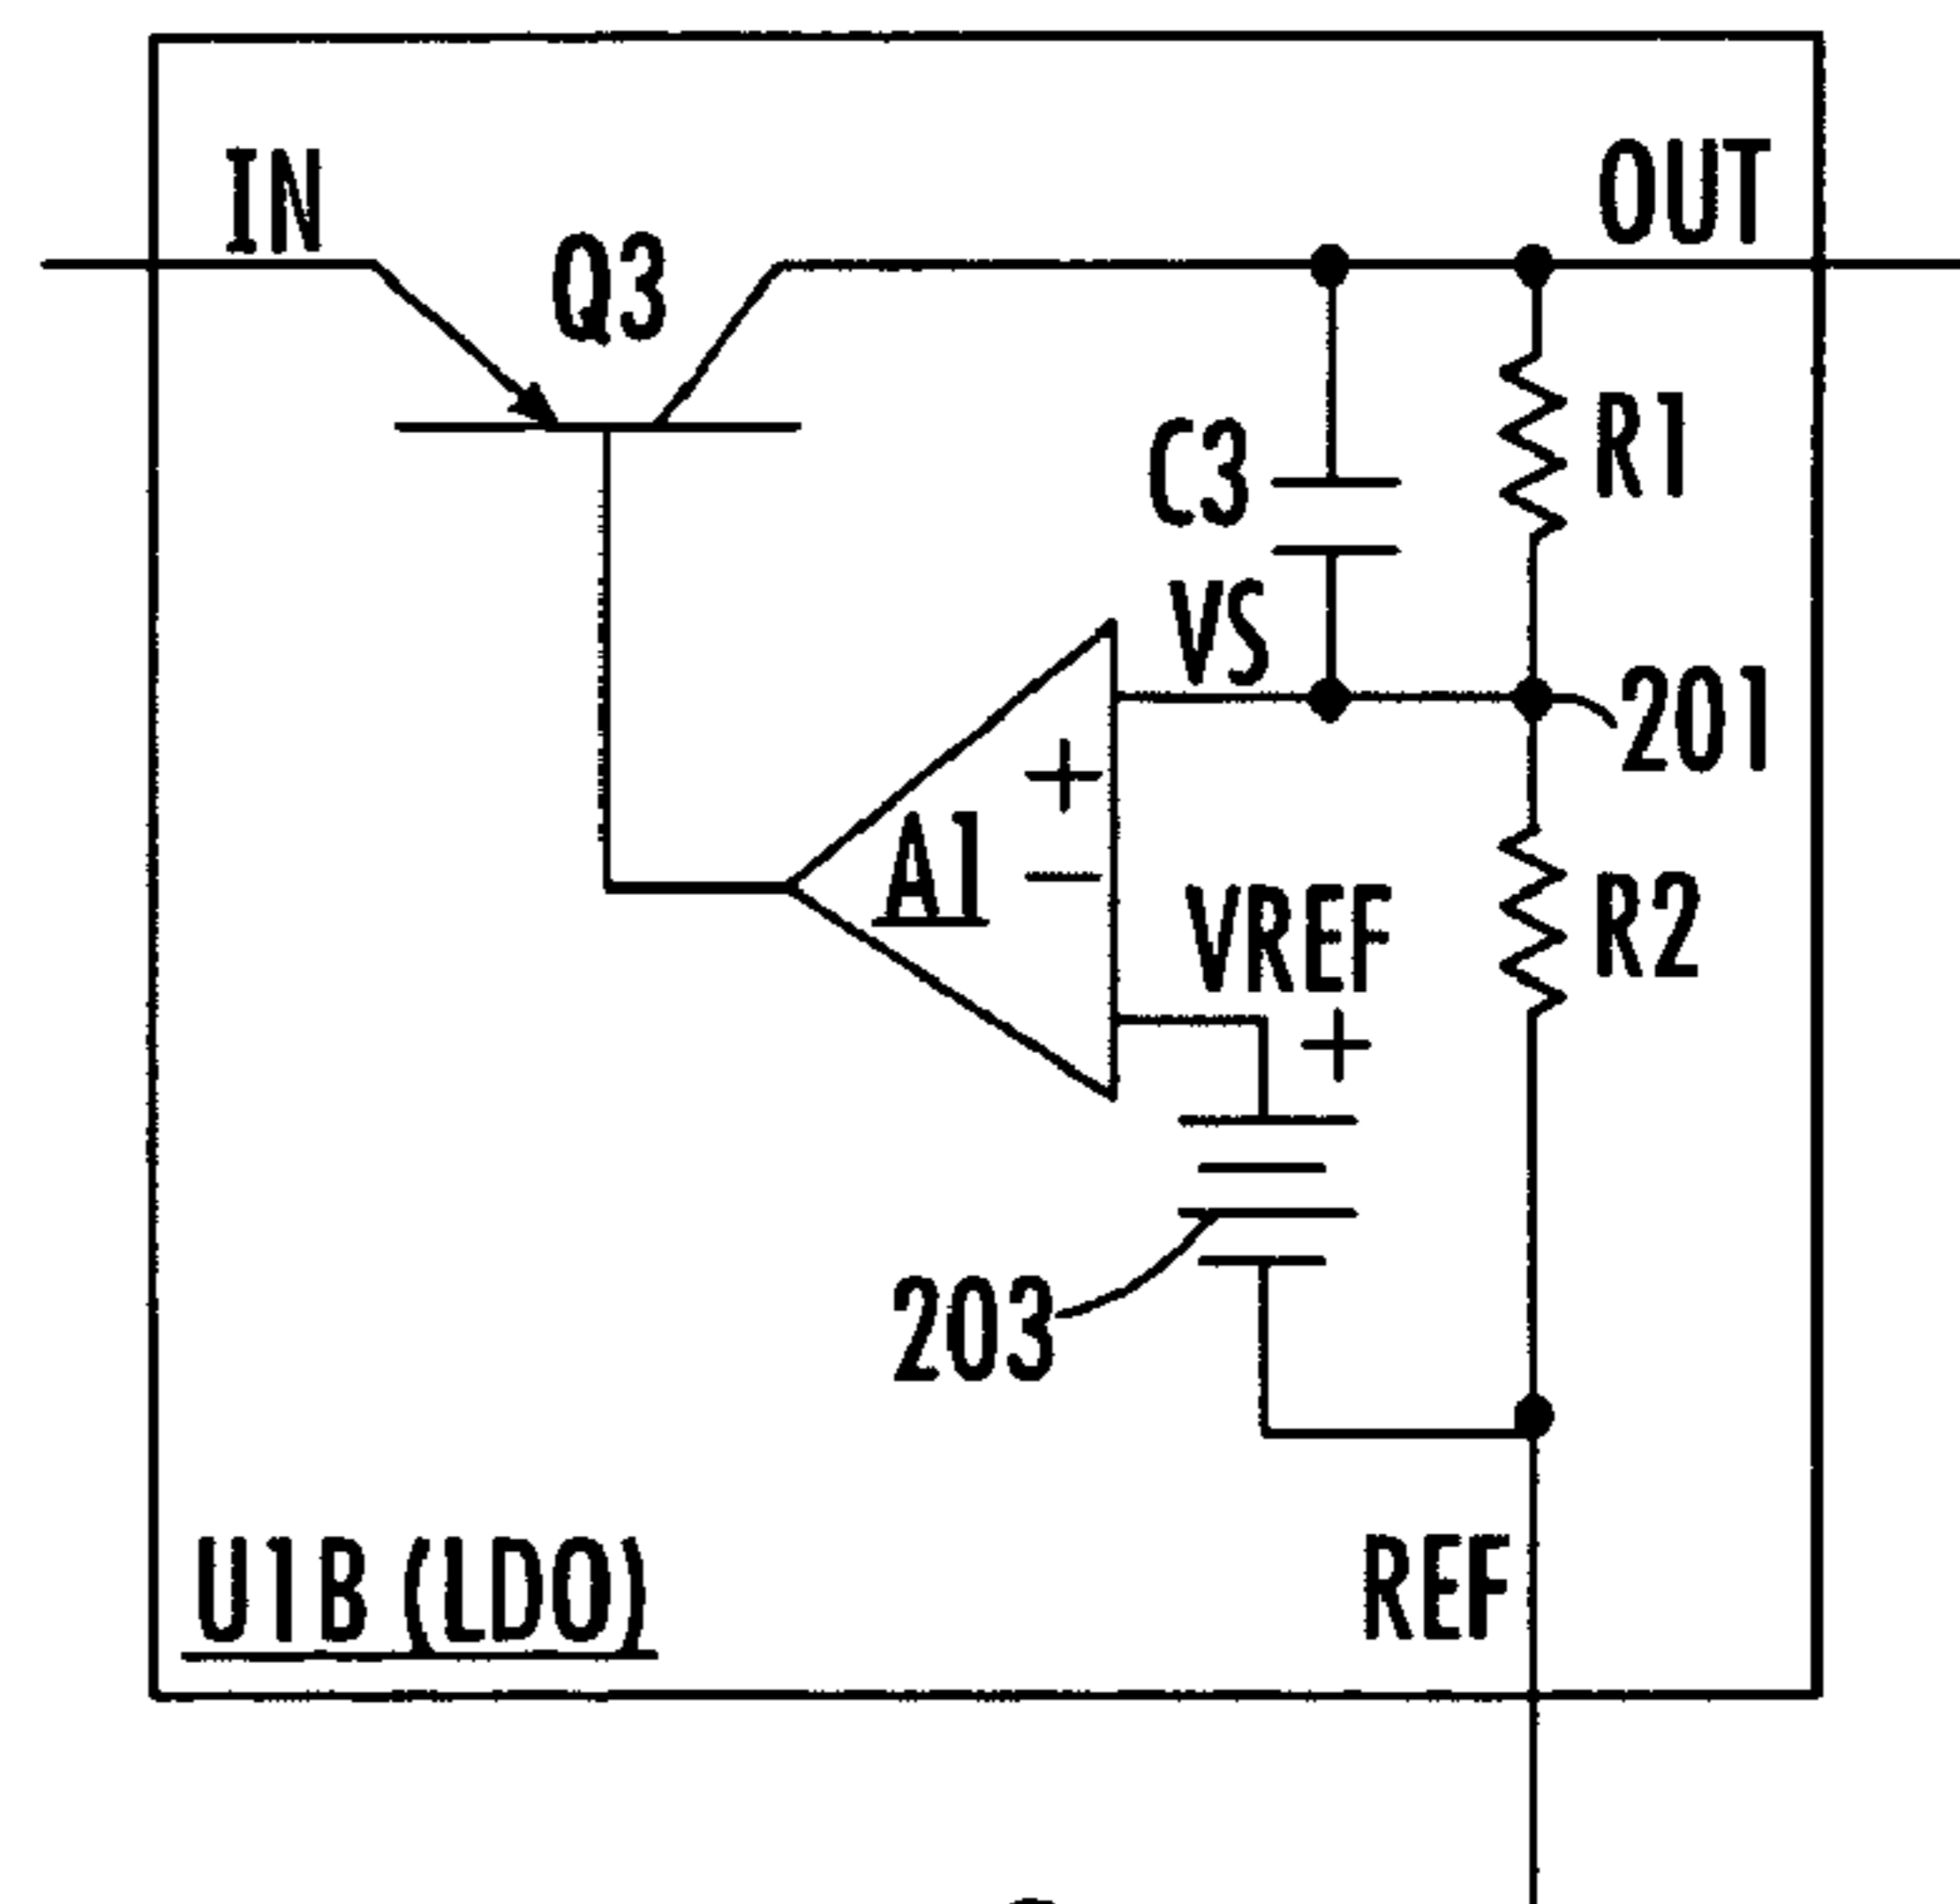 IN
OUT
Q3
C3
R1
VS
201
+
A1
−
VREF
R2
+
203
U1B (LDO)
REF